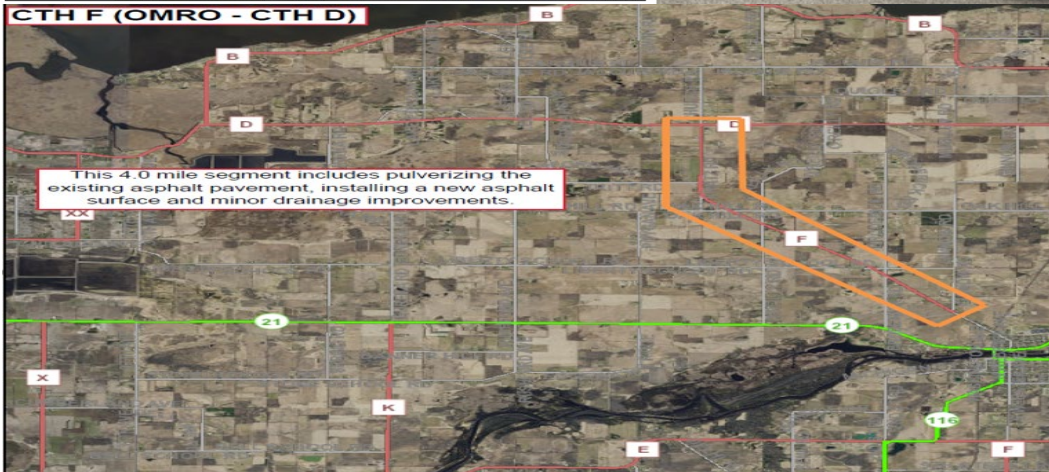 CTH F (OMRO - CTH D)
B
B
B
D
D
This 4.0 mile segment includes pulverizing the
existing asphalt pavement, installing a new asphalt
surface and minor drainage improvements.
XX
F
21
21
X
K
116
E
F